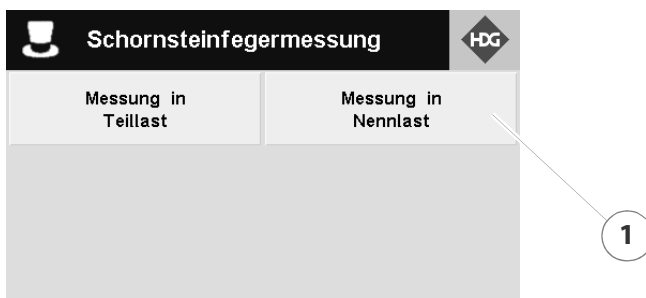 Schornsteinfegermessung
HDG
Messung in
Teillast
Messung in
Nennlast
1